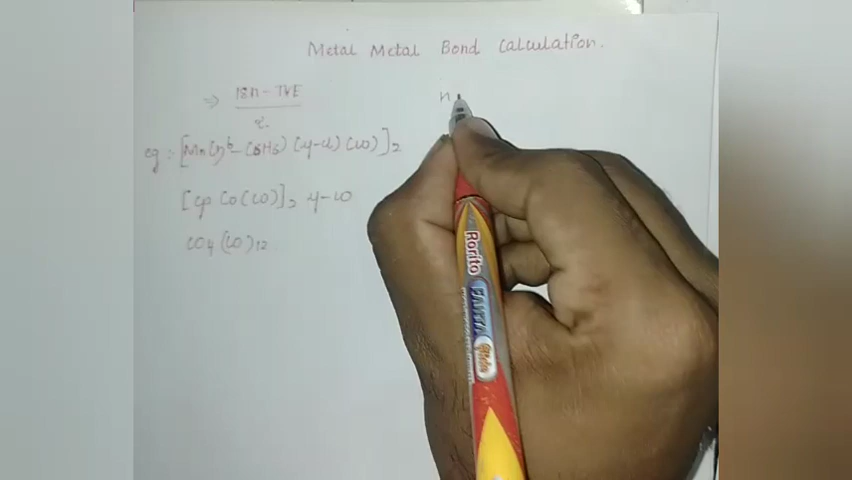 Metal Metal Bond Calculation.
⇒ 18n - TVE
2
n
eg :- [Mn(η⁶-C6H6) (μ-Cl) (CO)]₂
[Cp Co(CO)]₂ μ-CO
CO4 (CO)12
Rorito
FANTA